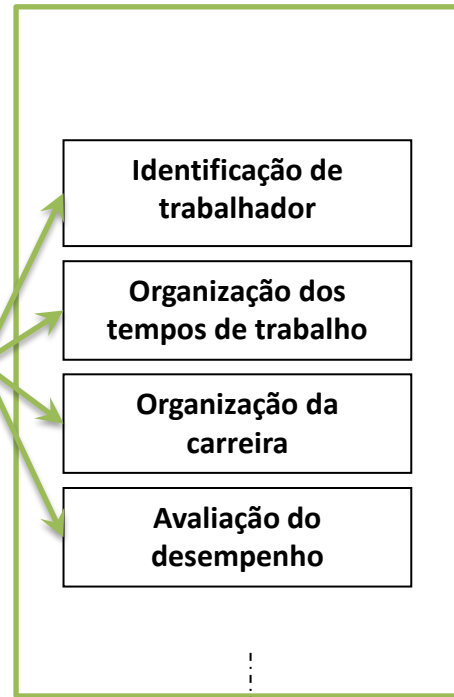 Identificação de
trabalhador
Organização dos
tempos de trabalho
Organização da
carreira
Avaliação do
desempenho